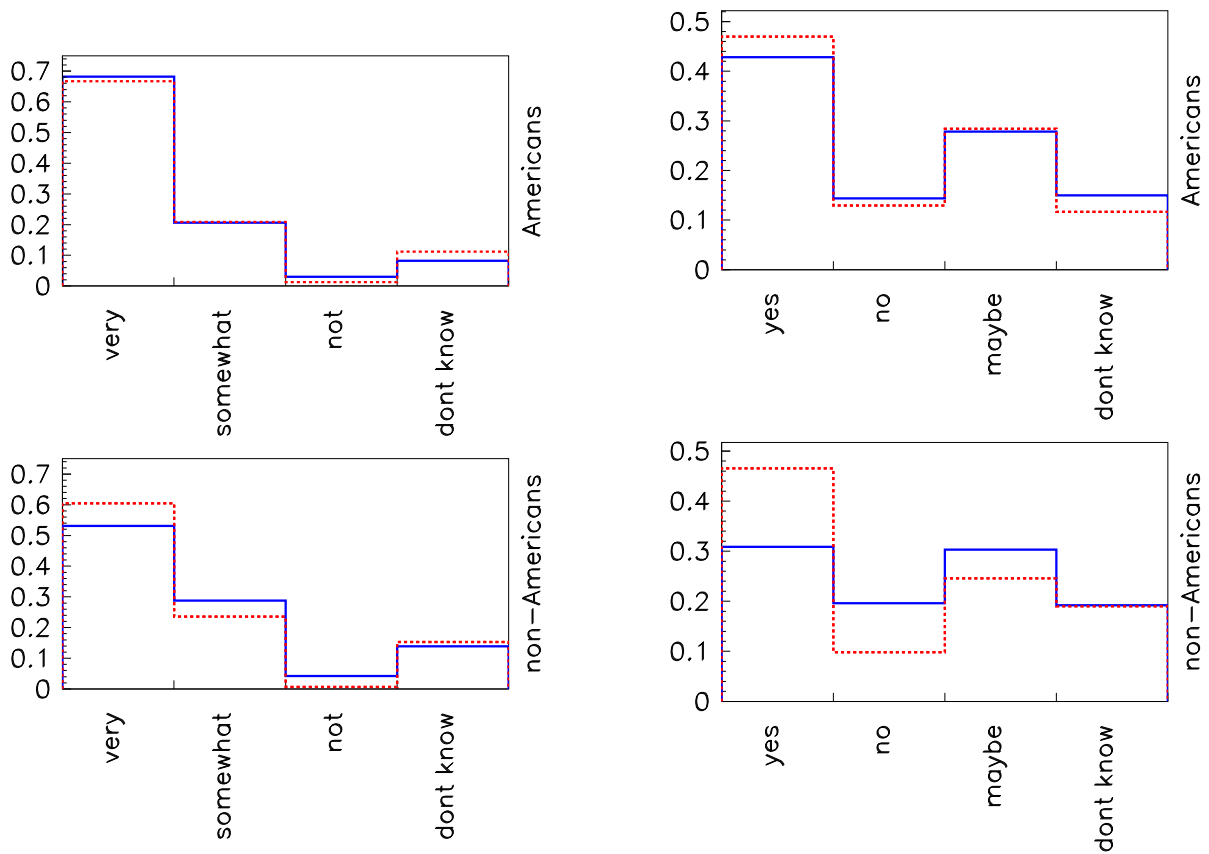 0.7
0.6
0.5
0.4
0.3
0.2
0.1
0
very
somewhat
not
dont know
Americans
0.5
0.4
0.3
0.2
0.1
0
yes
no
maybe
dont know
Americans
0.7
0.6
0.5
0.4
0.3
0.2
0.1
0
very
somewhat
not
dont know
non-Americans
0.5
0.4
0.3
0.2
0.1
0
yes
no
maybe
dont know
non-Americans